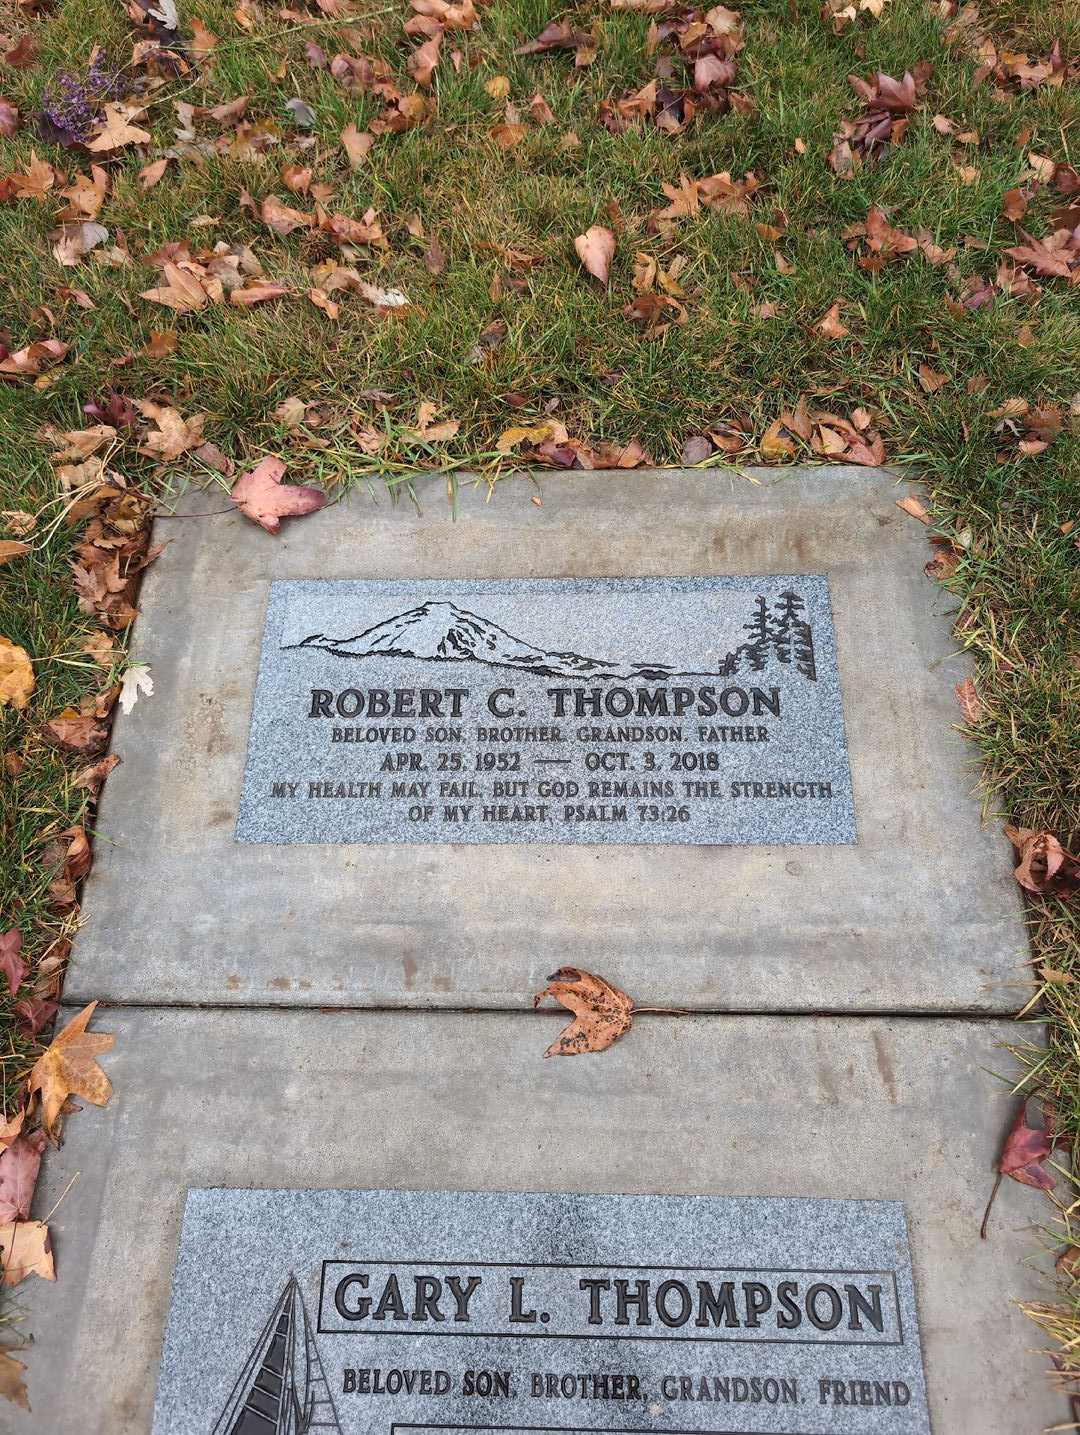 ROBERT C. THOMPSON
BELOVED SON, BROTHER, GRANDSON, FATHER
APR. 25, 1952 — OCT. 3, 2018
MY HEALTH MAY FAIL, BUT GOD REMAINS THE STRENGTH
OF MY HEART, PSALM 73:26
GARY L. THOMPSON
BELOVED SON, BROTHER, GRANDSON, FRIEND